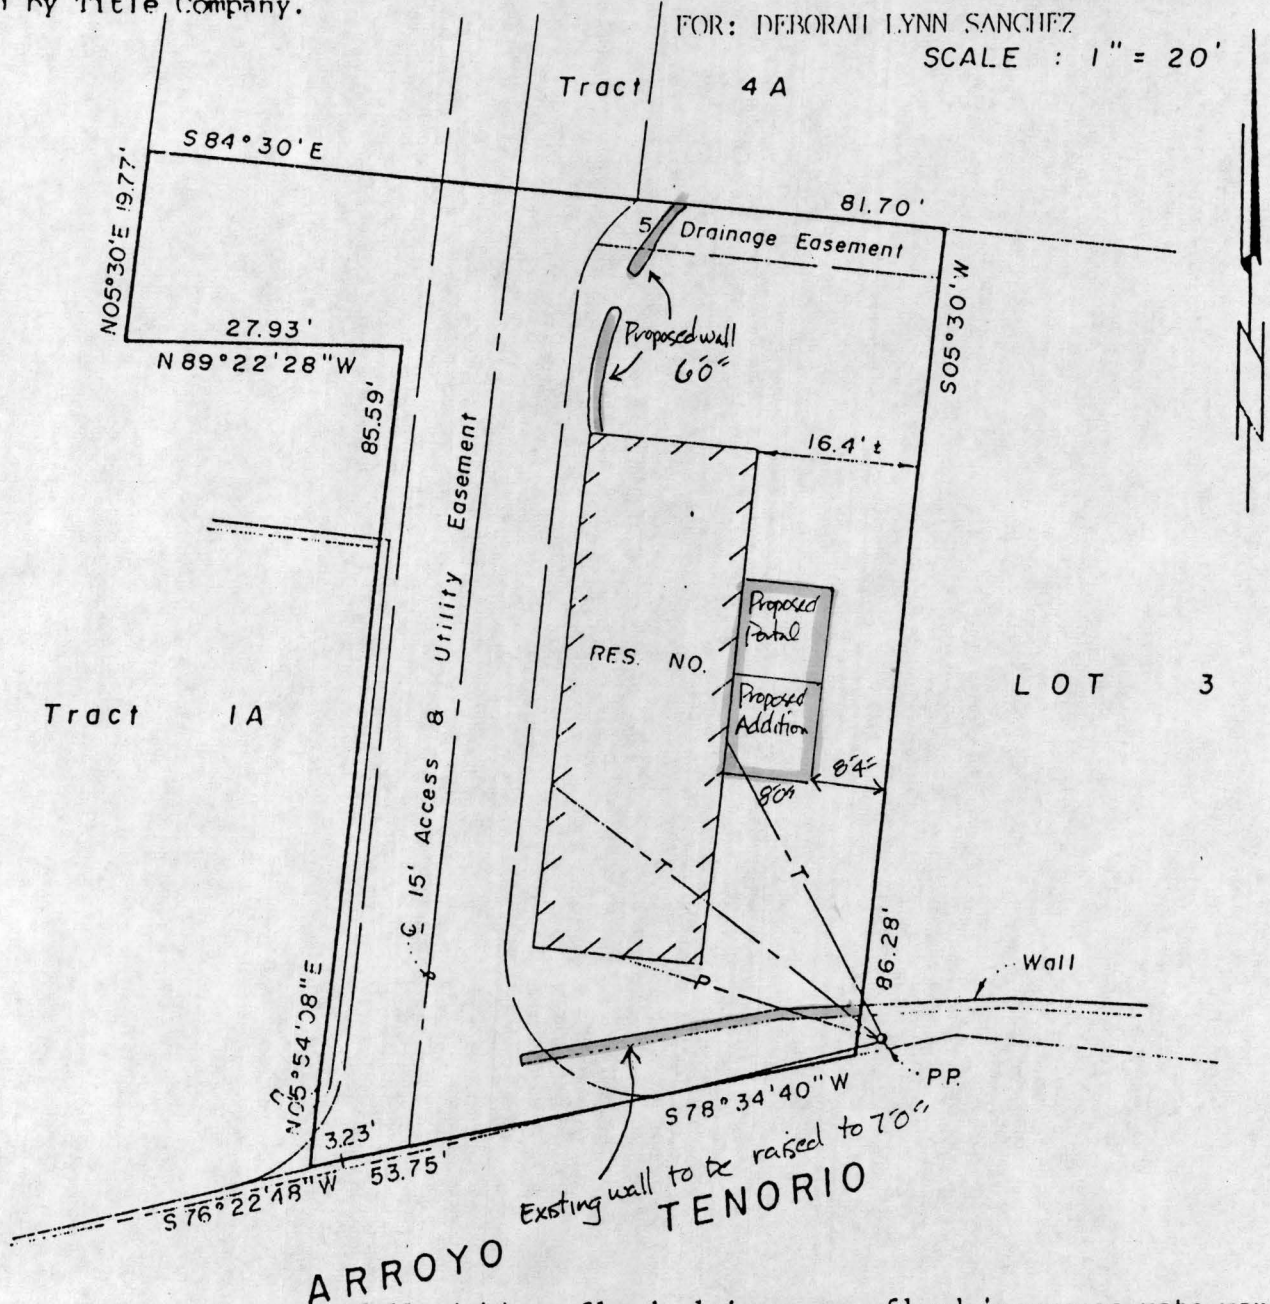 by Title Company.
FOR: DEBORAH LYNN SANCHEZ
SCALE : 1" = 20'
Tract 4A
S 84°30' E
81.70'
N05°30'E 19.77'
5' Drainage Easement
S05°30'W
27.93'
N 89°22'28"W
Proposed wall
6'0"
85.59'
16.4' ±
15' Access & Utility Easement
RES. NO.
Proposed
Portal
Proposed
Addition
8'4"
8'0"
LOT 3
Tract 1A
T
T
P
86.28'
Wall
N05°54'08"E
P.P.
S 78°34'40" W
3.23'
53.75'
S 76°22'48" W
Existing wall to be raised to 7'0"
ARROYO TENORIO